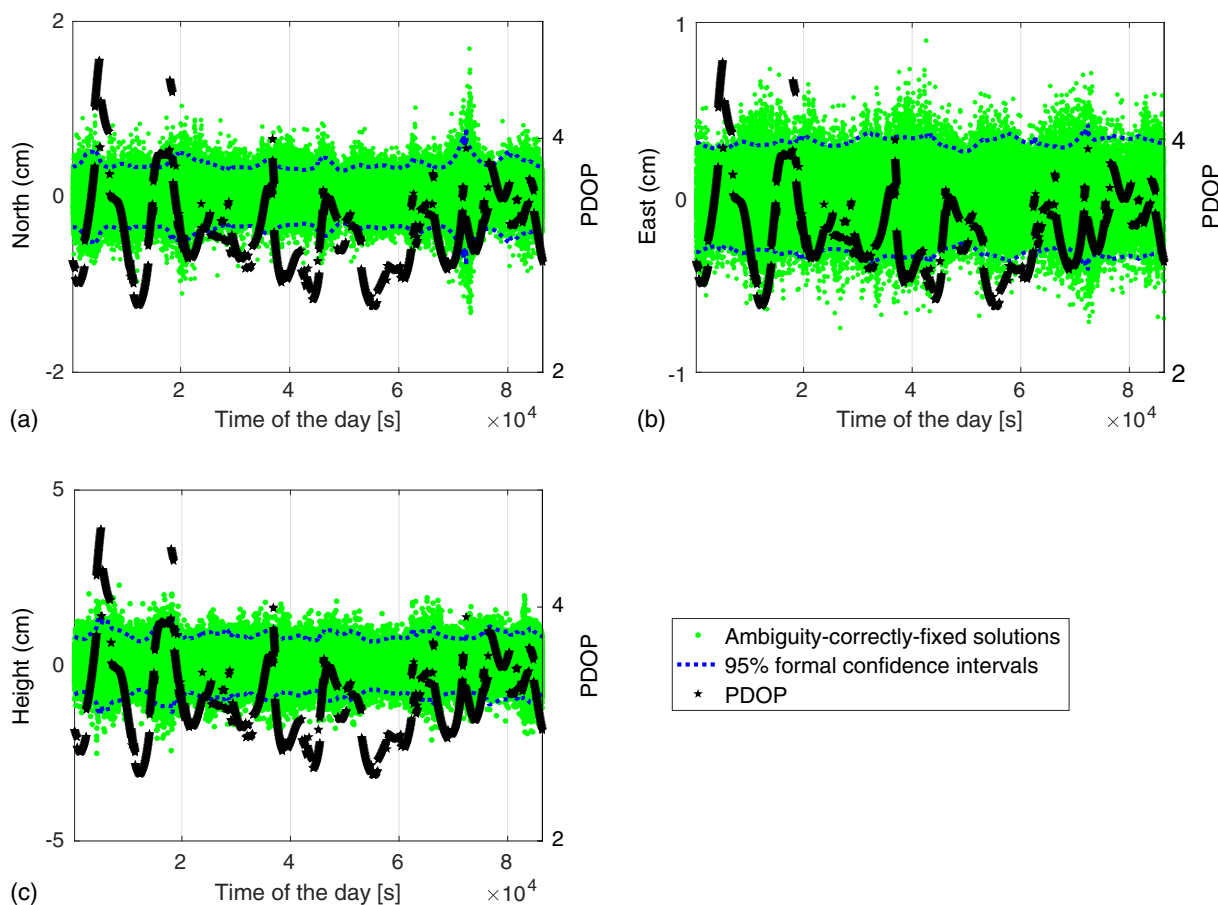 2
0
-2
North (cm)
4
2
PDOP
2
4
6
8
×10^4
Time of the day [s]
(a)
1
0
-1
East (cm)
4
2
PDOP
2
4
6
8
×10^4
Time of the day [s]
(b)
5
0
-5
Height (cm)
4
2
PDOP
2
4
6
8
×10^4
Time of the day [s]
(c)
Ambiguity-correctly-fixed solutions
95% formal confidence intervals
PDOP